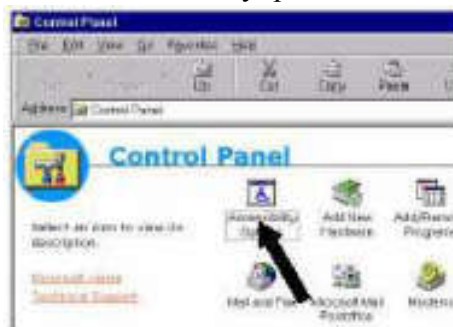 Control Panel
File Edit View Go Favorites Help
Up Cut Copy Paste
Address Control Panel
Control Panel
Select an item to view its
description.
Microsoft Home
Technical Support
Accessibility
Add New
Hardware
Add/Remove
Programs
Mail and Fax
Microsoft Mail
Postoffice
Modems